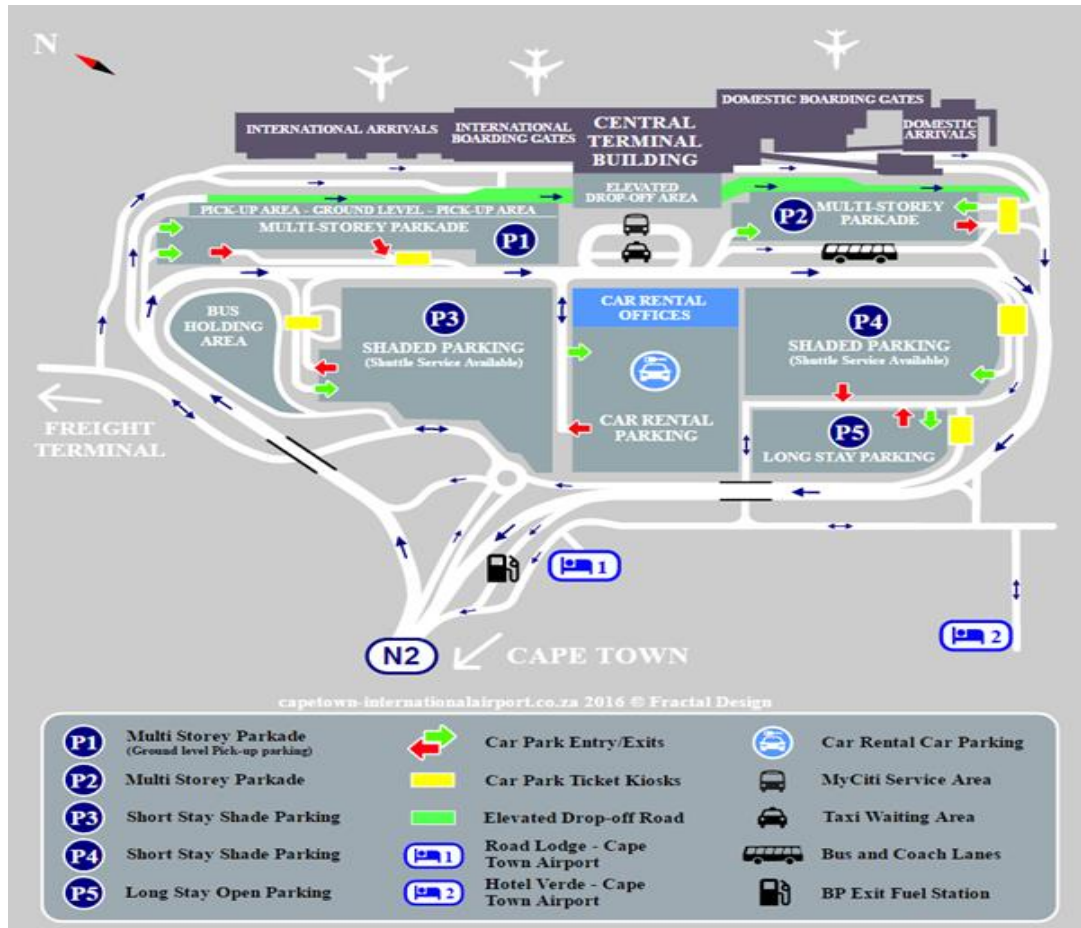 N
INTERNATIONAL ARRIVALS
INTERNATIONAL
BOARDING GATES
CENTRAL
TERMINAL
BUILDING
DOMESTIC BOARDING GATES
DOMESTIC
ARRIVALS
ELEVATED
DROP-OFF AREA
PICK-UP AREA - GROUND LEVEL - PICK-UP AREA
MULTI-STOREY PARKADE
P1
P2
MULTI-STOREY
PARKADE
BUS
HOLDING
AREA
P3
SHADED PARKING
(Shuttle Service Available)
CAR RENTAL
OFFICES
CAR RENTAL
PARKING
P4
SHADED PARKING
(Shuttle Service Available)
P5
LONG STAY PARKING
FREIGHT
TERMINAL
1
2
N2
CAPE TOWN
capetown-internationalairport.co.za 2016 © Fractal Design
P1 Multi Storey Parkade
(Ground level Pick-up parking)
P2 Multi Storey Parkade
P3 Short Stay Shade Parking
P4 Short Stay Shade Parking
P5 Long Stay Open Parking
Car Park Entry/Exits
Car Park Ticket Kiosks
Elevated Drop-off Road
1 Road Lodge - Cape
Town Airport
2 Hotel Verde - Cape
Town Airport
Car Rental Car Parking
MyCiti Service Area
Taxi Waiting Area
Bus and Coach Lanes
BP Exit Fuel Station